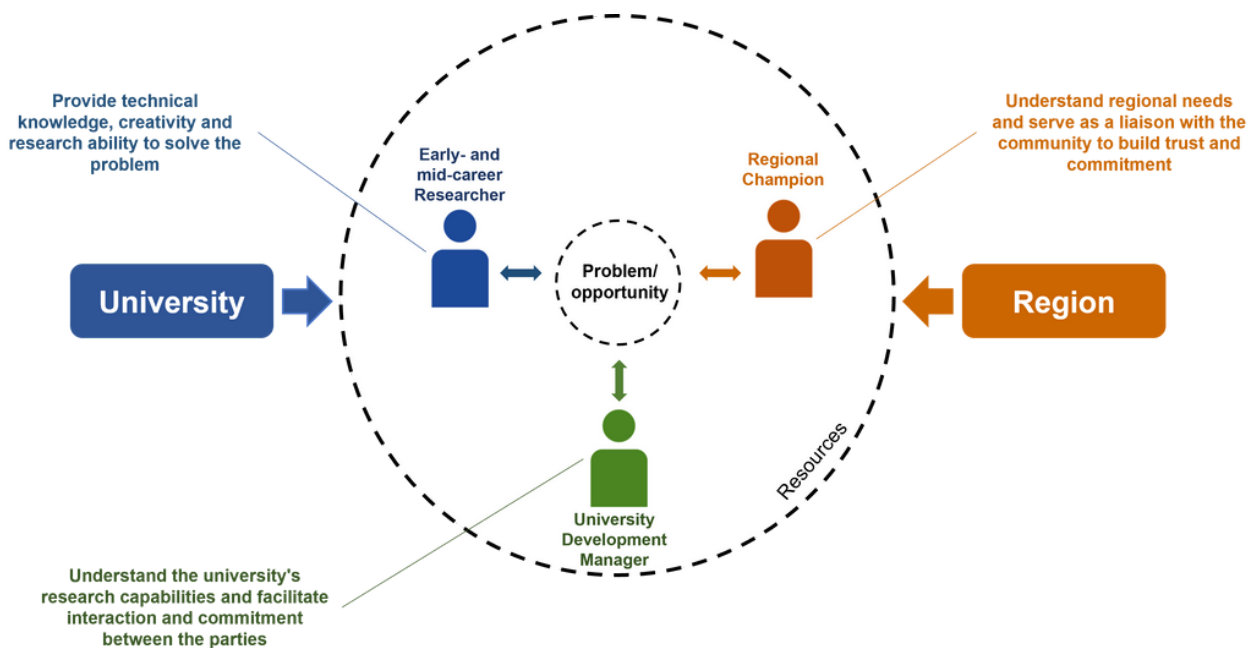 Provide technical
knowledge, creativity and
research ability to solve the
problem
Early- and
mid-career
Researcher
Regional
Champion
Understand regional needs
and serve as a liaison with the
community to build trust and
commitment
University
Problem/
opportunity
Region
Resources
University
Development
Manager
Understand the university's
research capabilities and facilitate
interaction and commitment
between the parties